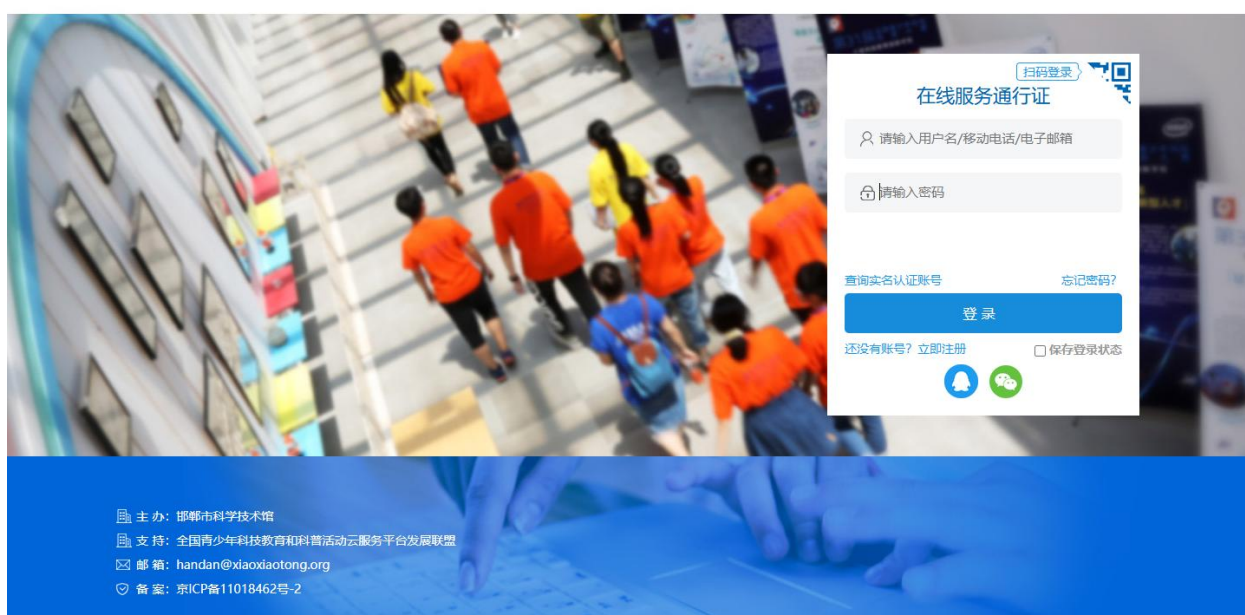 扫码登录
在线服务通行证
请输入用户名/移动电话/电子邮箱
请输入密码
查询实名认证账号 忘记密码?
登录
还没有账号? 立即注册 保存登录状态
主 办: 邯郸市科学技术馆
支 持: 全国青少年科技教育和科普活动云服务平台发展联盟
邮 箱: handan@xiaoxiaotong.org
备 案: 京ICP备11018462号-2